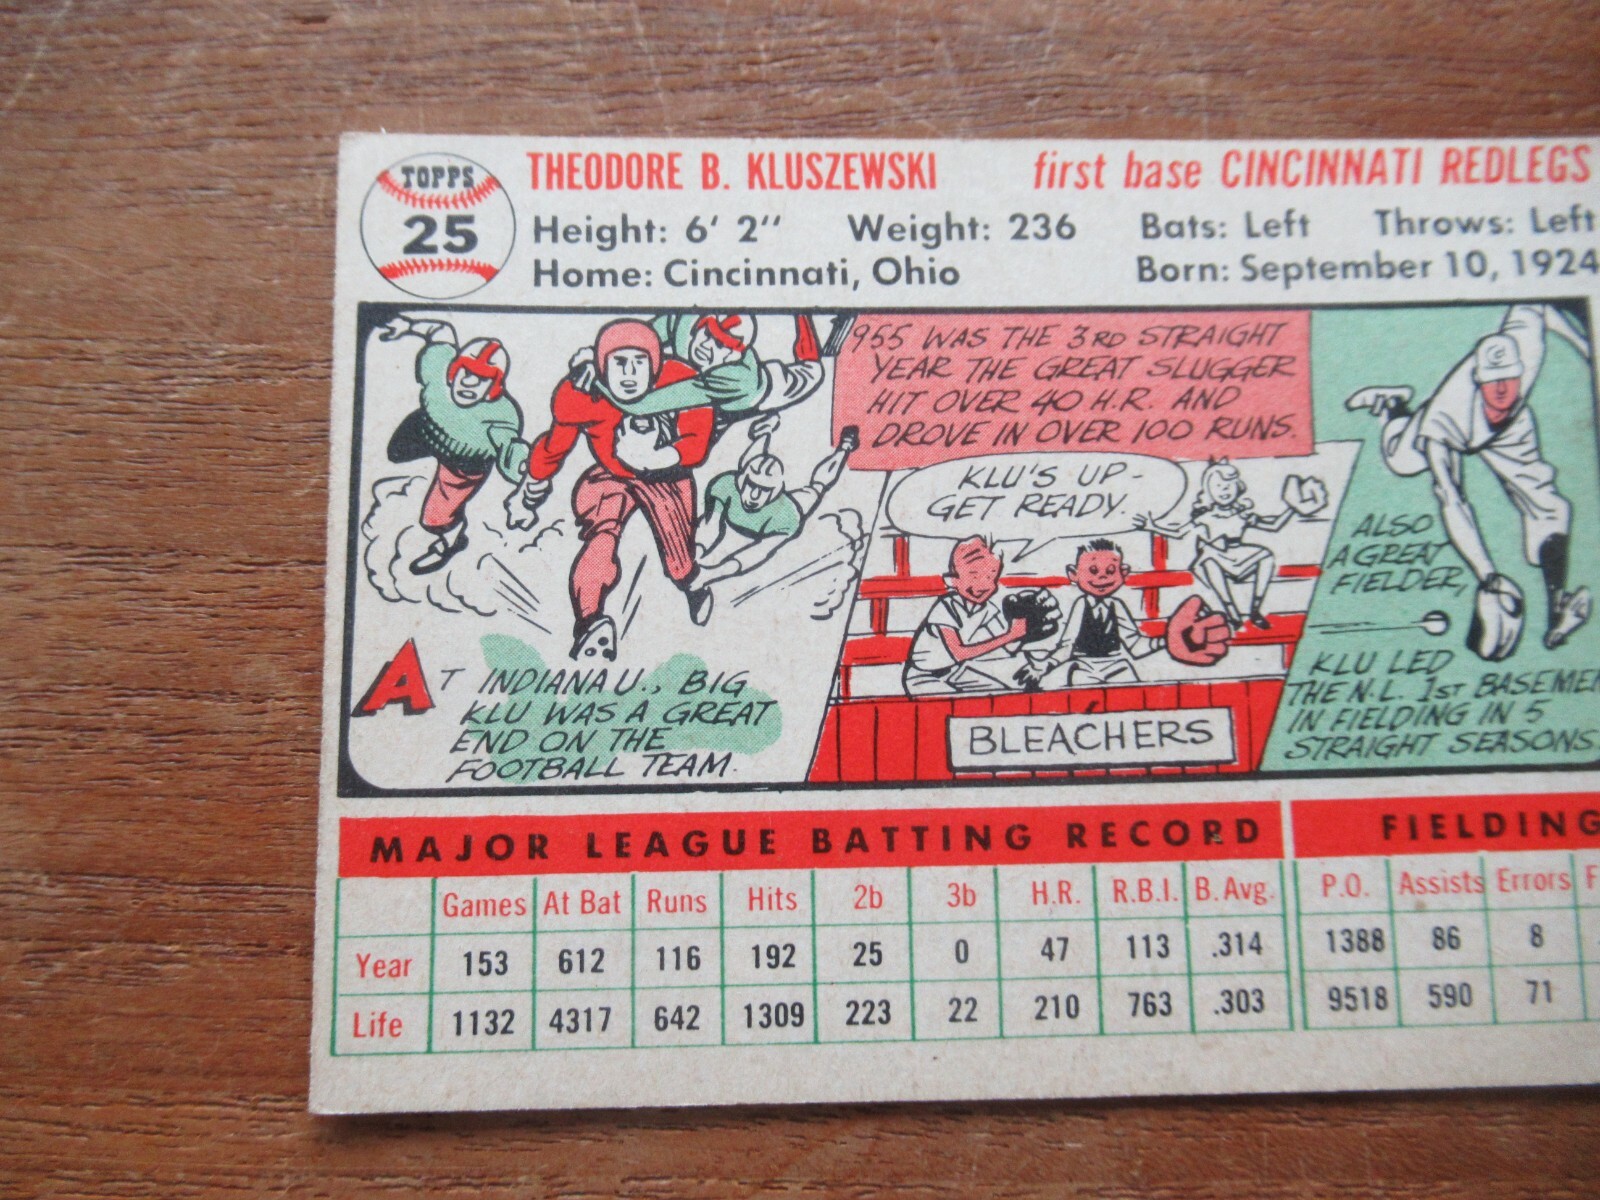 TOPPS
25
THEODORE B. KLUSZEWSKI first base CINCINNATI REDLEGS
Height: 6' 2" Weight: 236 Bats: Left Throws: Left
Home: Cincinnati, Ohio Born: September 10, 1924
AT INDIANA U., BIG
KLU WAS A GREAT
END ON THE
FOOTBALL TEAM.
1955 WAS THE 3RD STRAIGHT
YEAR THE GREAT SLUGGER
HIT OVER 40 H.R. AND
DROVE IN OVER 100 RUNS.
KLU'S UP-
GET READY.
BLEACHERS
C
ALSO
A GREAT
FIELDER,
KLU LED
THE N.L. 1ST BASEMEN
IN FIELDING IN 5
STRAIGHT SEASONS.
MAJOR LEAGUE BATTING RECORD FIELDING
Games At Bat Runs Hits 2b 3b H.R. R.B.I. B. Avg. P.O. Assists Errors F
Year 153 612 116 192 25 0 47 113 .314 1388 86 8
Life 1132 4317 642 1309 223 22 210 763 .303 9518 590 71